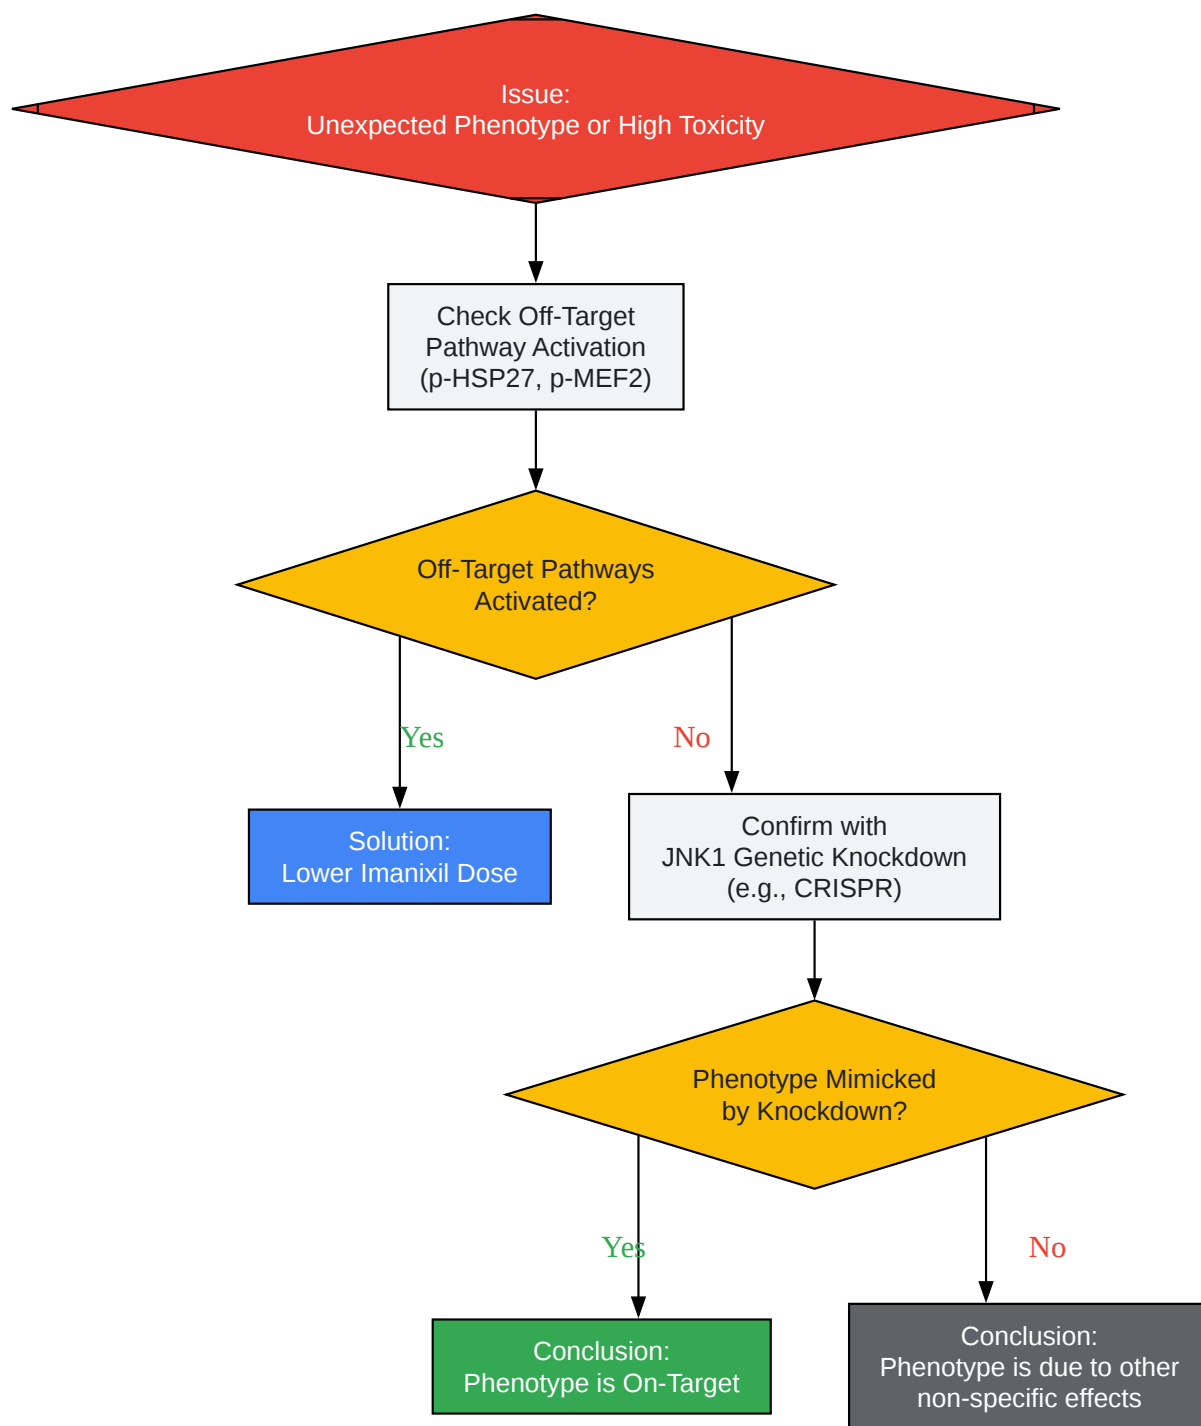 Issue:
Unexpected Phenotype or High Toxicity
Check Off-Target
Pathway Activation
(p-HSP27, p-MEF2)
Off-Target Pathways
Activated?
Yes
No
Solution:
Lower Imanixil Dose
Confirm with
JNK1 Genetic Knockdown
(e.g., CRISPR)
Phenotype Mimicked
by Knockdown?
Yes
No
Conclusion:
Phenotype is On-Target
Conclusion:
Phenotype is due to other
non-specific effects